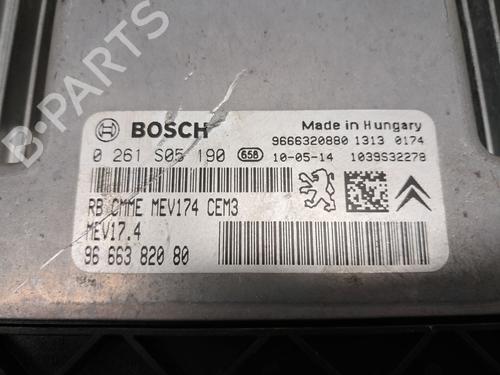 B-PARTS
BOSCH
Made in Hungary
9666320880 1313 0174
0 261 S05 190 658 10-05-14 1039S32278
RB CMME MEV174 CEM3
MEV17.4
96 663 820 80